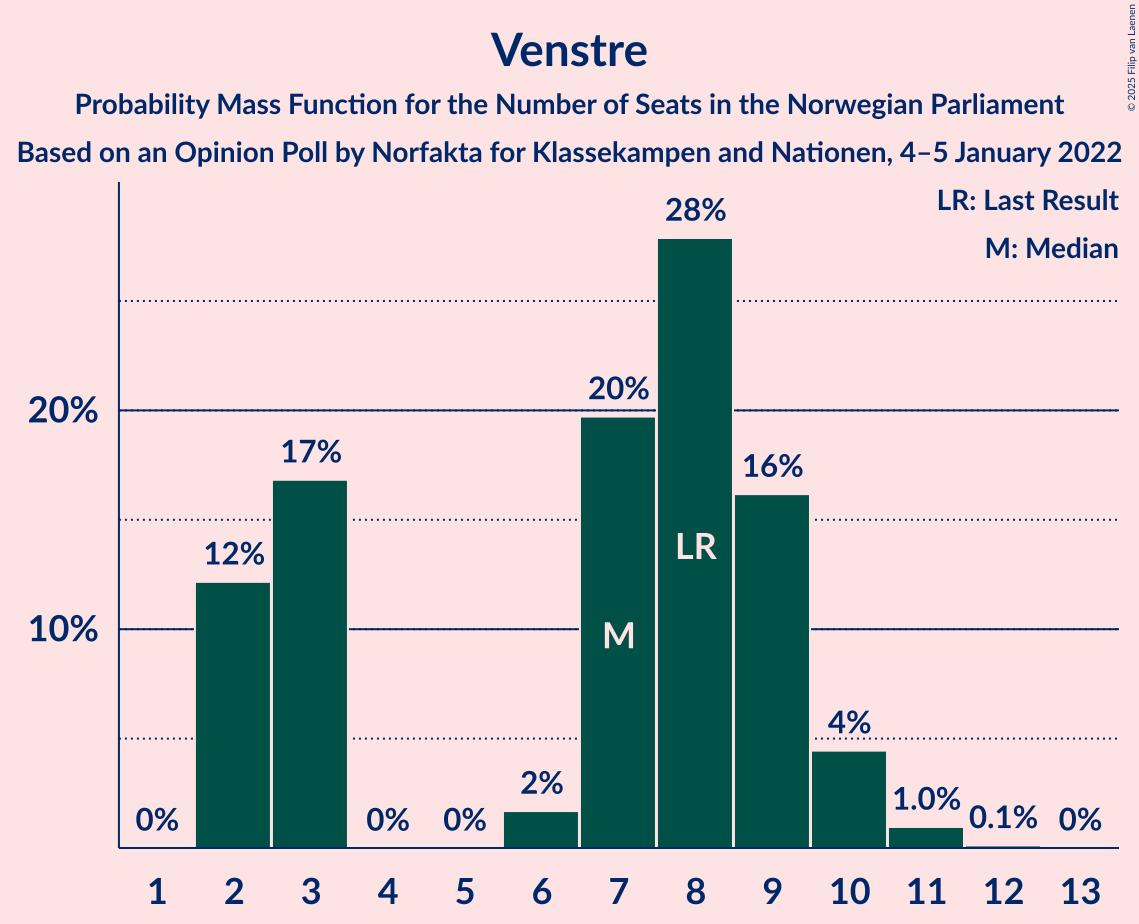 Venstre
Probability Mass Function for the Number of Seats in the Norwegian Parliament
Based on an Opinion Poll by Norfakta for Klassekampen and Nationen, 4–5 January 2022
© 2025 Filip van Laenen
LR: Last Result
M: Median
28%
20%
20%
17%
16%
12%
LR
10%
M
4%
2%
1.0%
0%
0%
0%
0.1%
0%
1 2 3 4 5 6 7 8 9 10 11 12 13